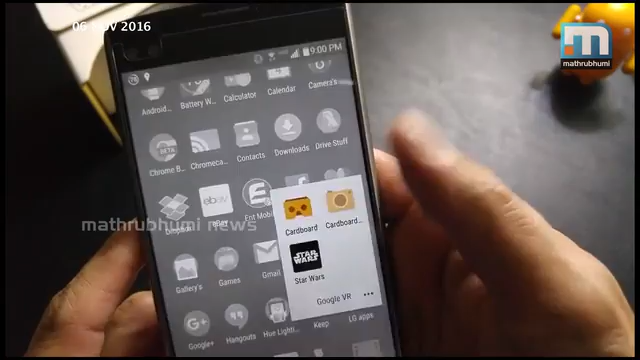 06 NOV 2016
mathrubhumi
9:00 PM
Android...
Battery W...
Calculator
Calendar
Camera's
BETA
Chrome B...
Chromeca...
Contacts
Downloads
Drive Stuff
ebay
eBay
Ent Mobi
mathrubhumi news
Cardboard
Cardboard...
STAR WARS
Star Wars
Google VR
Gallery's
Games
Gmail
G+
Google+
Hangouts
Hue Lighti...
Keep
LG apps